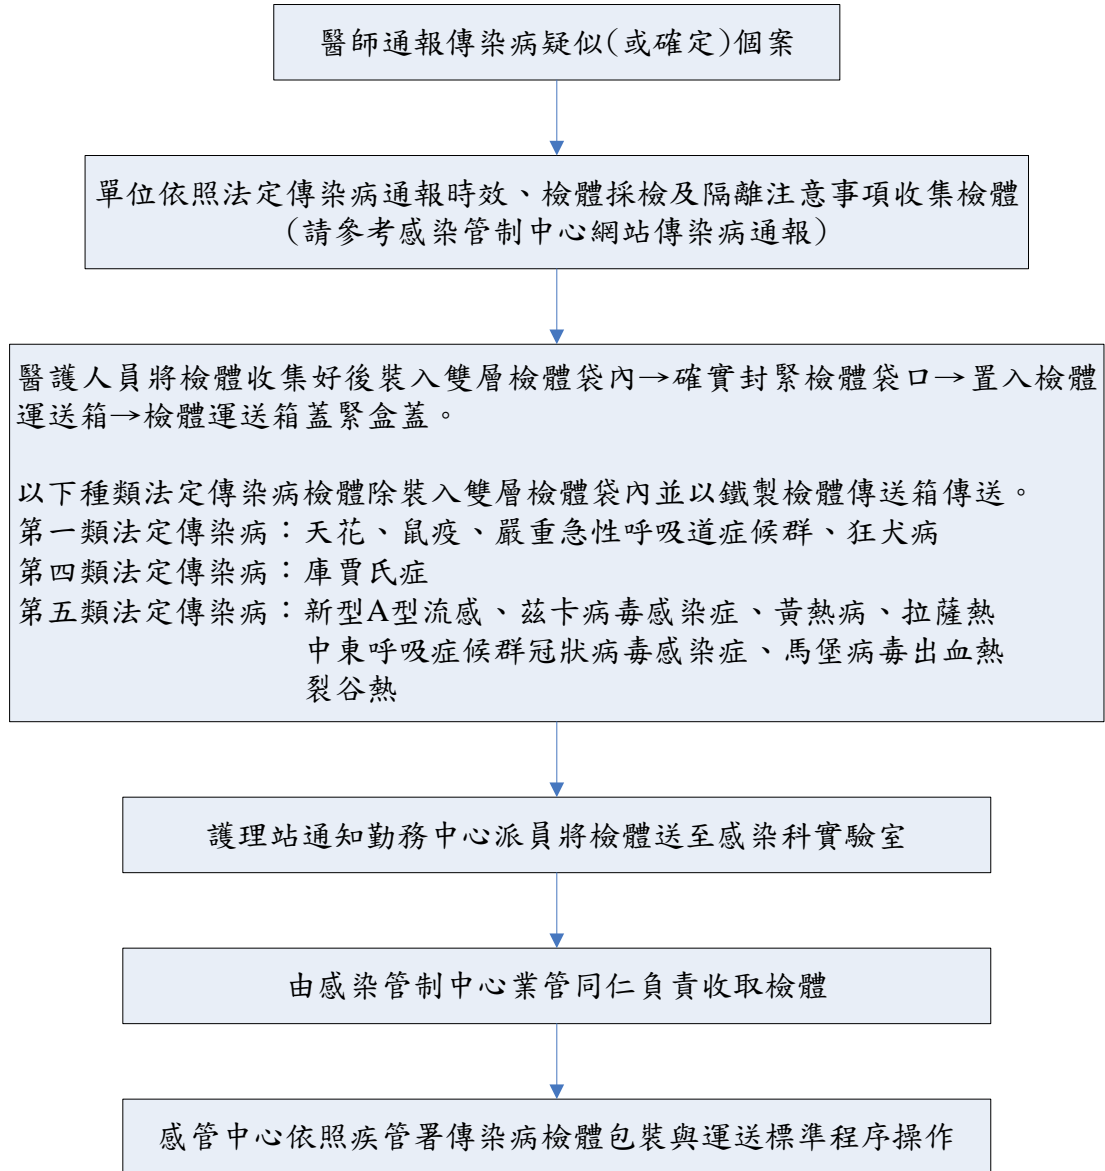 醫師通報傳染病疑似(或確定)個案
單位依照法定傳染病通報時效、檢體採檢及隔離注意事項收集檢體
(請參考感染管制中心網站傳染病通報)
醫護人員將檢體收集好後裝入雙層檢體袋內→確實封緊檢體袋口→置入檢體
運送箱→檢體運送箱蓋緊盒蓋。
以下種類法定傳染病檢體除裝入雙層檢體袋內並以鐵製檢體傳送箱傳送。
第一類法定傳染病：天花、鼠疫、嚴重急性呼吸道症候群、狂犬病
第四類法定傳染病：庫賈氏症
第五類法定傳染病：新型A型流感、茲卡病毒感染症、黃熱病、拉薩熱
中東呼吸症候群冠狀病毒感染症、馬堡病毒出血熱
裂谷熱
護理站通知勤務中心派員將檢體送至感染科實驗室
由感染管制中心業管同仁負責收取檢體
感管中心依照疾管署傳染病檢體包裝與運送標準程序操作